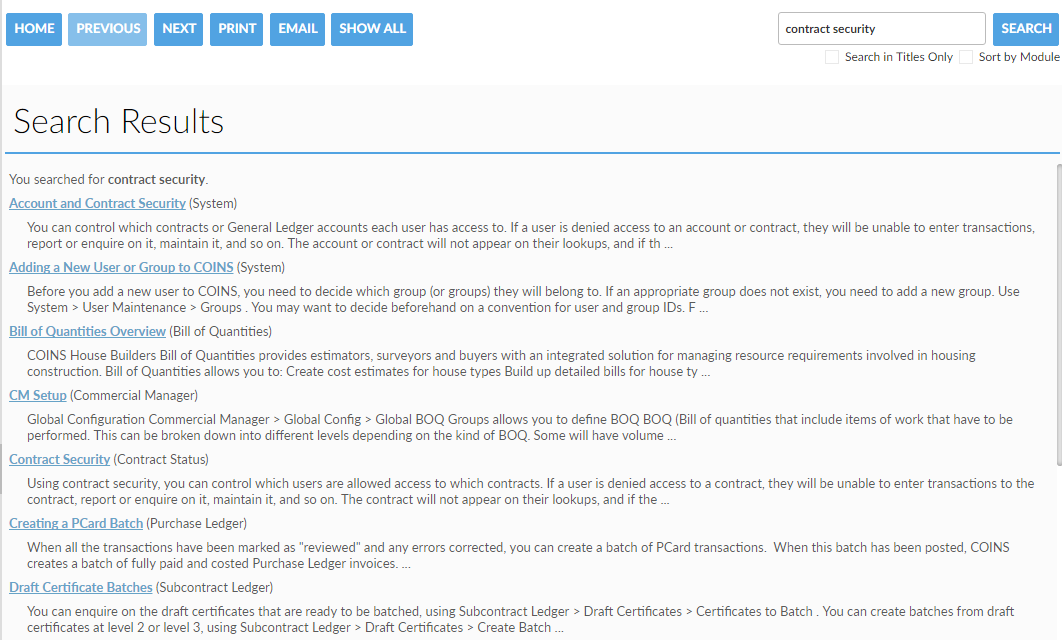 HOME PREVIOUS NEXT PRINT EMAIL SHOW ALL contract security SEARCH
Search in Titles Only Sort by Module
Search Results
You searched for contract security.
Account and Contract Security (System)
You can control which contracts or General Ledger accounts each user has access to. If a user is denied access to an account or contract, they will be unable to enter transactions,
report or enquire on it, maintain it, and so on. The account or contract will not appear on their lookups, and if th ...
Adding a New User or Group to COINS (System)
Before you add a new user to COINS, you need to decide which group (or groups) they will belong to. If an appropriate group does not exist, you need to add a new group. Use
System > User Maintenance > Groups . You may want to decide beforehand on a convention for user and group IDs. F ...
Bill of Quantities Overview (Bill of Quantities)
COINS House Builders Bill of Quantities provides estimators, surveyors and buyers with an integrated solution for managing resource requirements involved in housing
construction. Bill of Quantities allows you to: Create cost estimates for house types Build up detailed bills for house ty ...
CM Setup (Commercial Manager)
Global Configuration Commercial Manager > Global Config > Global BOQ Groups allows you to define BOQ BOQ (Bill of quantities that include items of work that have to be
performed. This can be broken down into different levels depending on the kind of BOQ. Some will have volume ...
Contract Security (Contract Status)
Using contract security, you can control which users are allowed access to which contracts. If a user is denied access to a contract, they will be unable to enter transactions to the
contract, report or enquire on it, maintain it, and so on. The contract will not appear on their lookups, and if the ...
Creating a PCard Batch (Purchase Ledger)
When all the transactions have been marked as "reviewed" and any errors corrected, you can create a batch of PCard transactions. When this batch has been posted, COINS
creates a batch of fully paid and costed Purchase Ledger invoices. ...
Draft Certificate Batches (Subcontract Ledger)
You can enquire on the draft certificates that are ready to be batched, using Subcontract Ledger > Draft Certificates > Certificates to Batch . You can create batches from draft
certificates at level 2 or level 3, using Subcontract Ledger > Draft Certificates > Create Batch ...